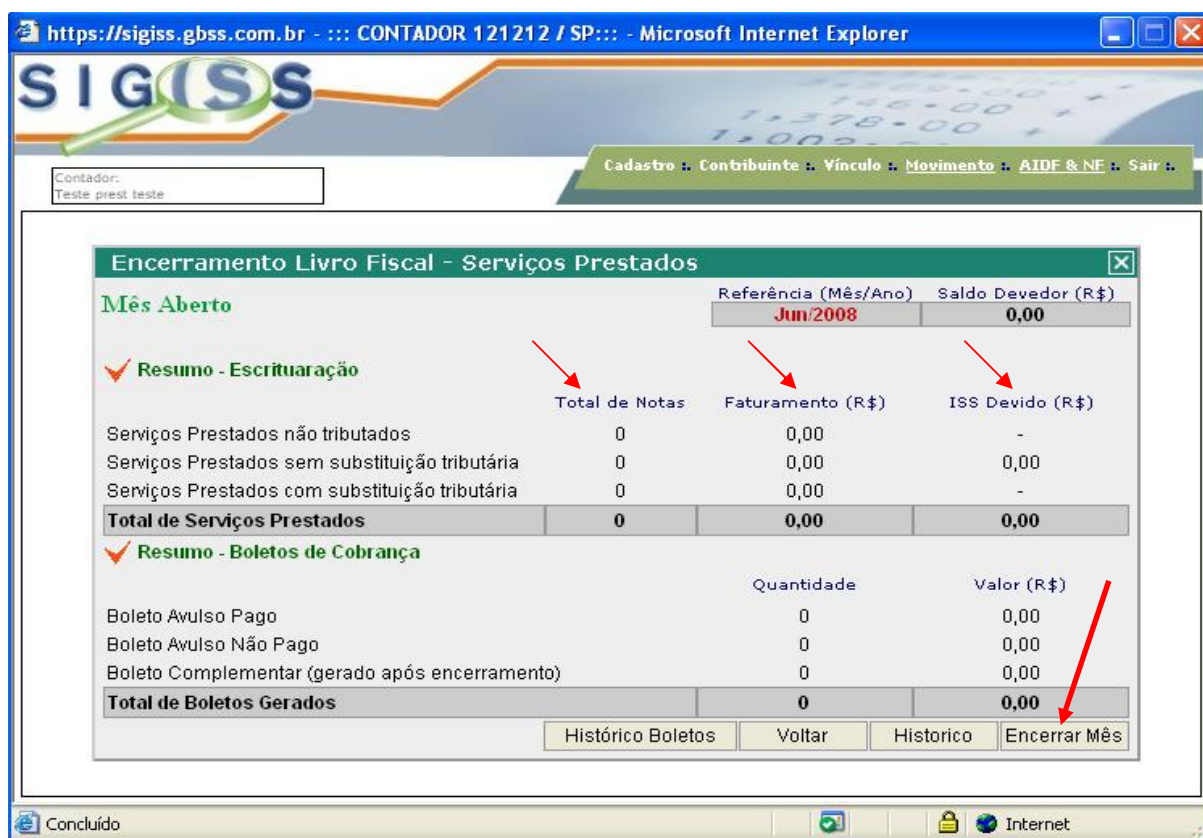 https://sigiss.gbss.com.br - ::: CONTADOR 121212 / SP::: - Microsoft Internet Explorer
SIGISS
1,378.00
1,002
Cadastro :. Contribuinte :. Vínculo :. Movimento :. AIDF & NF :. Sair :.
Contador:
Teste prest teste
Encerramento Livro Fiscal - Serviços Prestados
Mês Aberto
Referência (Mês/Ano) Saldo Devedor (R$)
Jun/2008 0,00
Resumo - Escrituaração
Total de Notas Faturamento (R$) ISS Devido (R$)
Serviços Prestados não tributados 0 0,00 -
Serviços Prestados sem substituição tributária 0 0,00 0,00
Serviços Prestados com substituição tributária 0 0,00 -
Total de Serviços Prestados 0 0,00 0,00
Resumo - Boletos de Cobrança
Quantidade Valor (R$)
Boleto Avulso Pago 0 0,00
Boleto Avulso Não Pago 0 0,00
Boleto Complementar (gerado após encerramento) 0 0,00
Total de Boletos Gerados 0 0,00
Histórico Boletos Voltar Historico Encerrar Mês
Concluído Internet